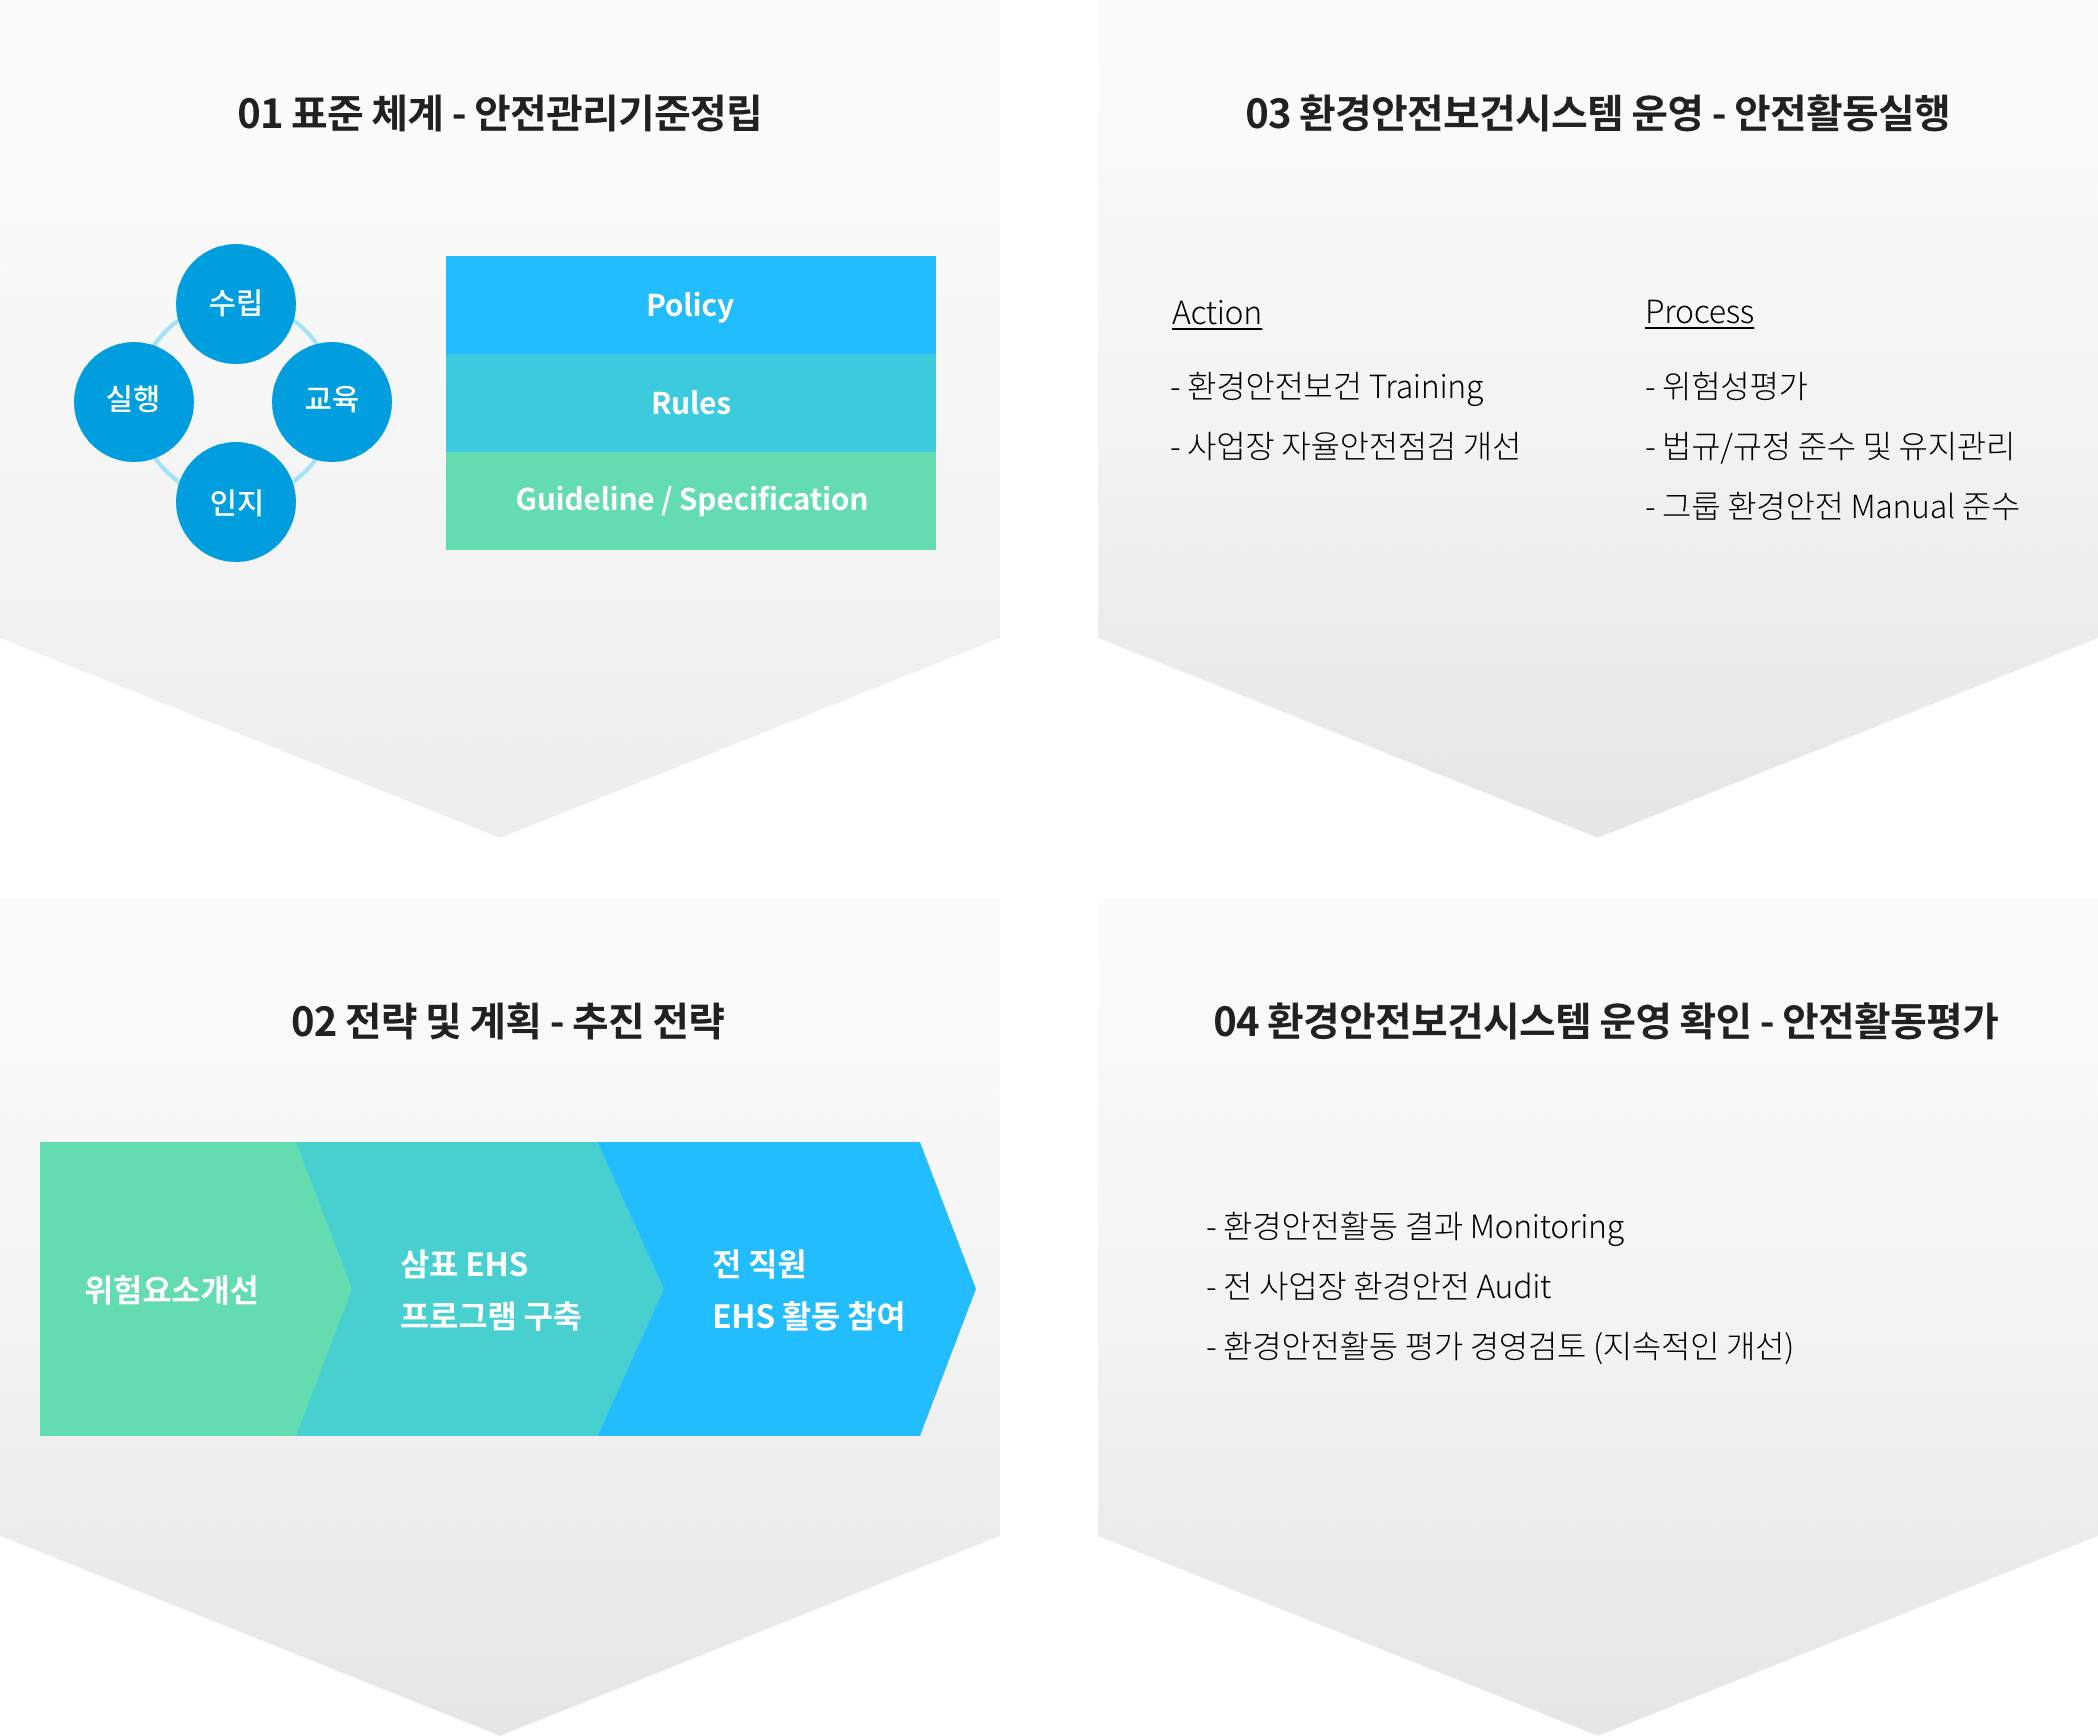 01 표준 체계 - 안전관리기준정립
수립
실행
교육
인지
Policy
Rules
Guideline / Specification
02 전략 및 계획 - 추진 전략
위험요소개선
삼표 EHS
프로그램 구축
전 직원
EHS 활동 참여
03 환경안전보건시스템 운영 - 안전활동실행
Action
- 환경안전보건 Training
- 사업장 자율안전점검 개선
Process
- 위험성평가
- 법규/규정 준수 및 유지관리
- 그룹 환경안전 Manual 준수
04 환경안전보건시스템 운영 확인 - 안전활동평가
- 환경안전활동 결과 Monitoring
- 전 사업장 환경안전 Audit
- 환경안전활동 평가 경영검토 (지속적인 개선)